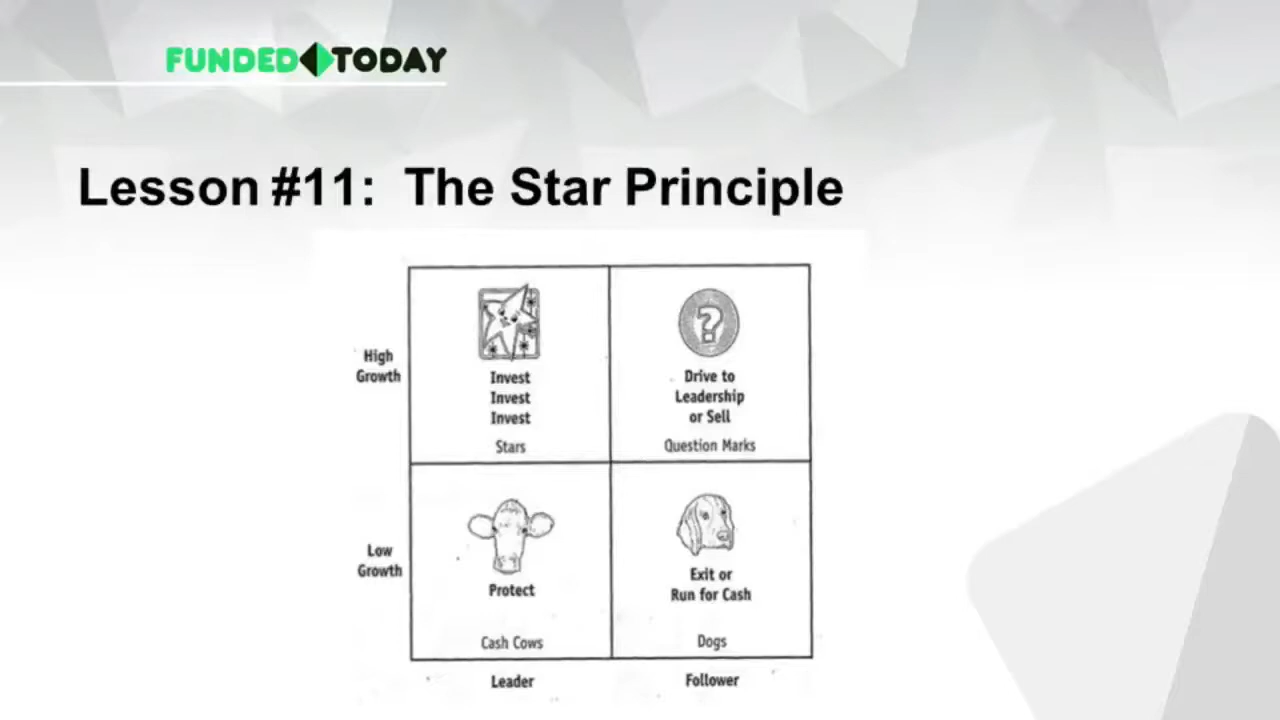 FUNDED TODAY
Lesson #11: The Star Principle
High
Growth
Invest
Invest
Invest
Stars
?
Drive to
Leadership
or Sell
Question Marks
Low
Growth
Protect
Cash Cows
Exit or
Run for Cash
Dogs
Leader
Follower